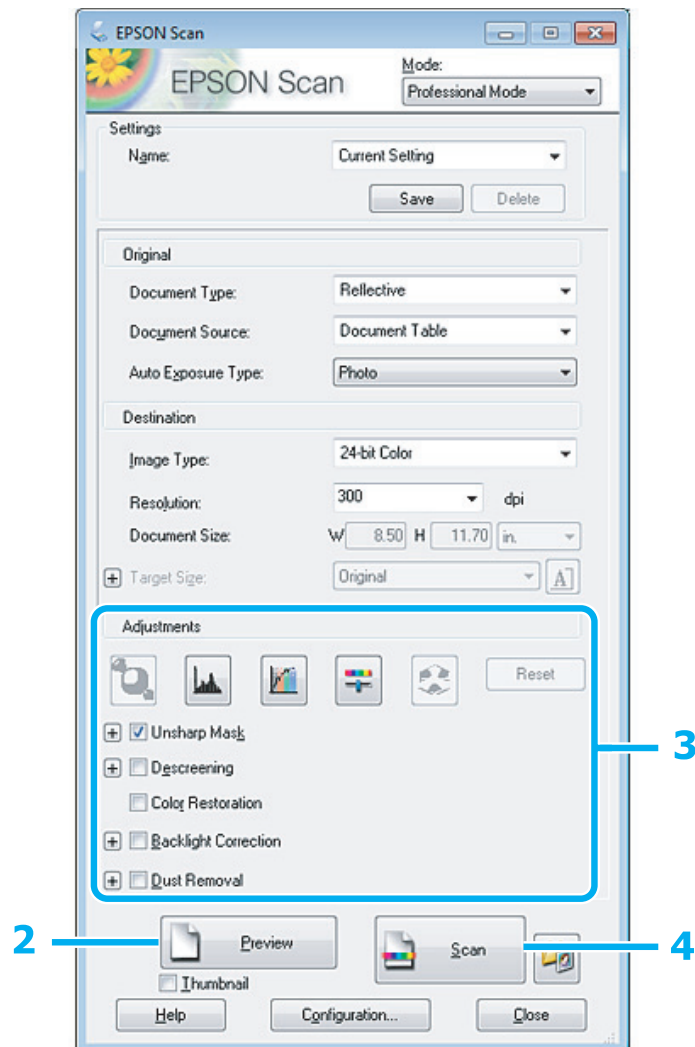 EPSON Scan
EPSON Scan
Mode:
Professional Mode
Settings
Name: Current Setting
Save Delete
Original
Document Type: Reflective
Document Source: Document Table
Auto Exposure Type: Photo
Destination
Image Type: 24-bit Color
Resolution: 300 dpi
Document Size: W 8.50 H 11.70 in.
Target Size: Original A
Adjustments
Reset
Unsharp Mask
3
Descreening
Color Restoration
Backlight Correction
Dust Removal
2 Preview Scan 4
Thumbnail
Help Configuration... Close